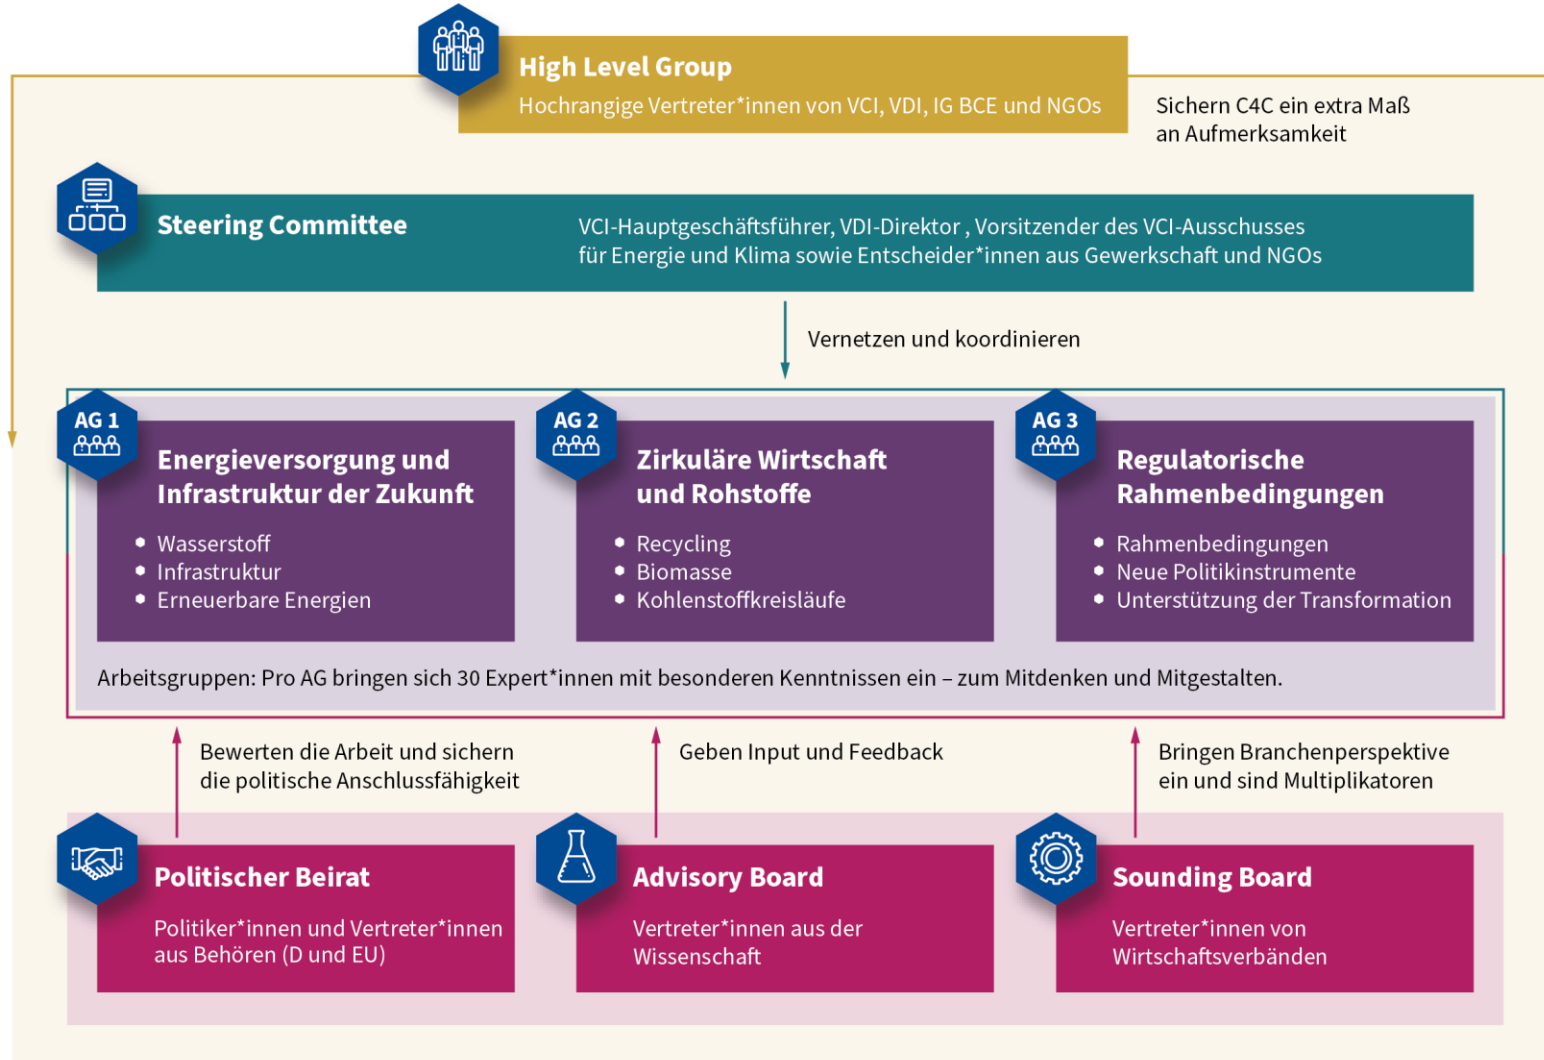 High Level Group
Hochrangige Vertreter*innen von VCI, VDI, IG BCE und NGOs
Sichern C4C ein extra Maß
an Aufmerksamkeit
Steering Committee
VCI-Hauptgeschäftsführer, VDI-Direktor , Vorsitzender des VCI-Ausschusses
für Energie und Klima sowie Entscheider*innen aus Gewerkschaft und NGOs
Vernetzen und koordinieren
AG 1
Energieversorgung und
Infrastruktur der Zukunft
Wasserstoff
Infrastruktur
Erneuerbare Energien
AG 2
Zirkuläre Wirtschaft
und Rohstoffe
Recycling
Biomasse
Kohlenstoffkreisläufe
AG 3
Regulatorische
Rahmenbedingungen
Rahmenbedingungen
Neue Politikinstrumente
Unterstützung der Transformation
Arbeitsgruppen: Pro AG bringen sich 30 Expert*innen mit besonderen Kenntnissen ein – zum Mitdenken und Mitgestalten.
Bewerten die Arbeit und sichern
die politische Anschlussfähigkeit
Geben Input und Feedback
Bringen Branchenperspektive
ein und sind Multiplikatoren
Politischer Beirat
Politiker*innen und Vertreter*innen
aus Behören (D und EU)
Advisory Board
Vertreter*innen aus der
Wissenschaft
Sounding Board
Vertreter*innen von
Wirtschaftsverbänden